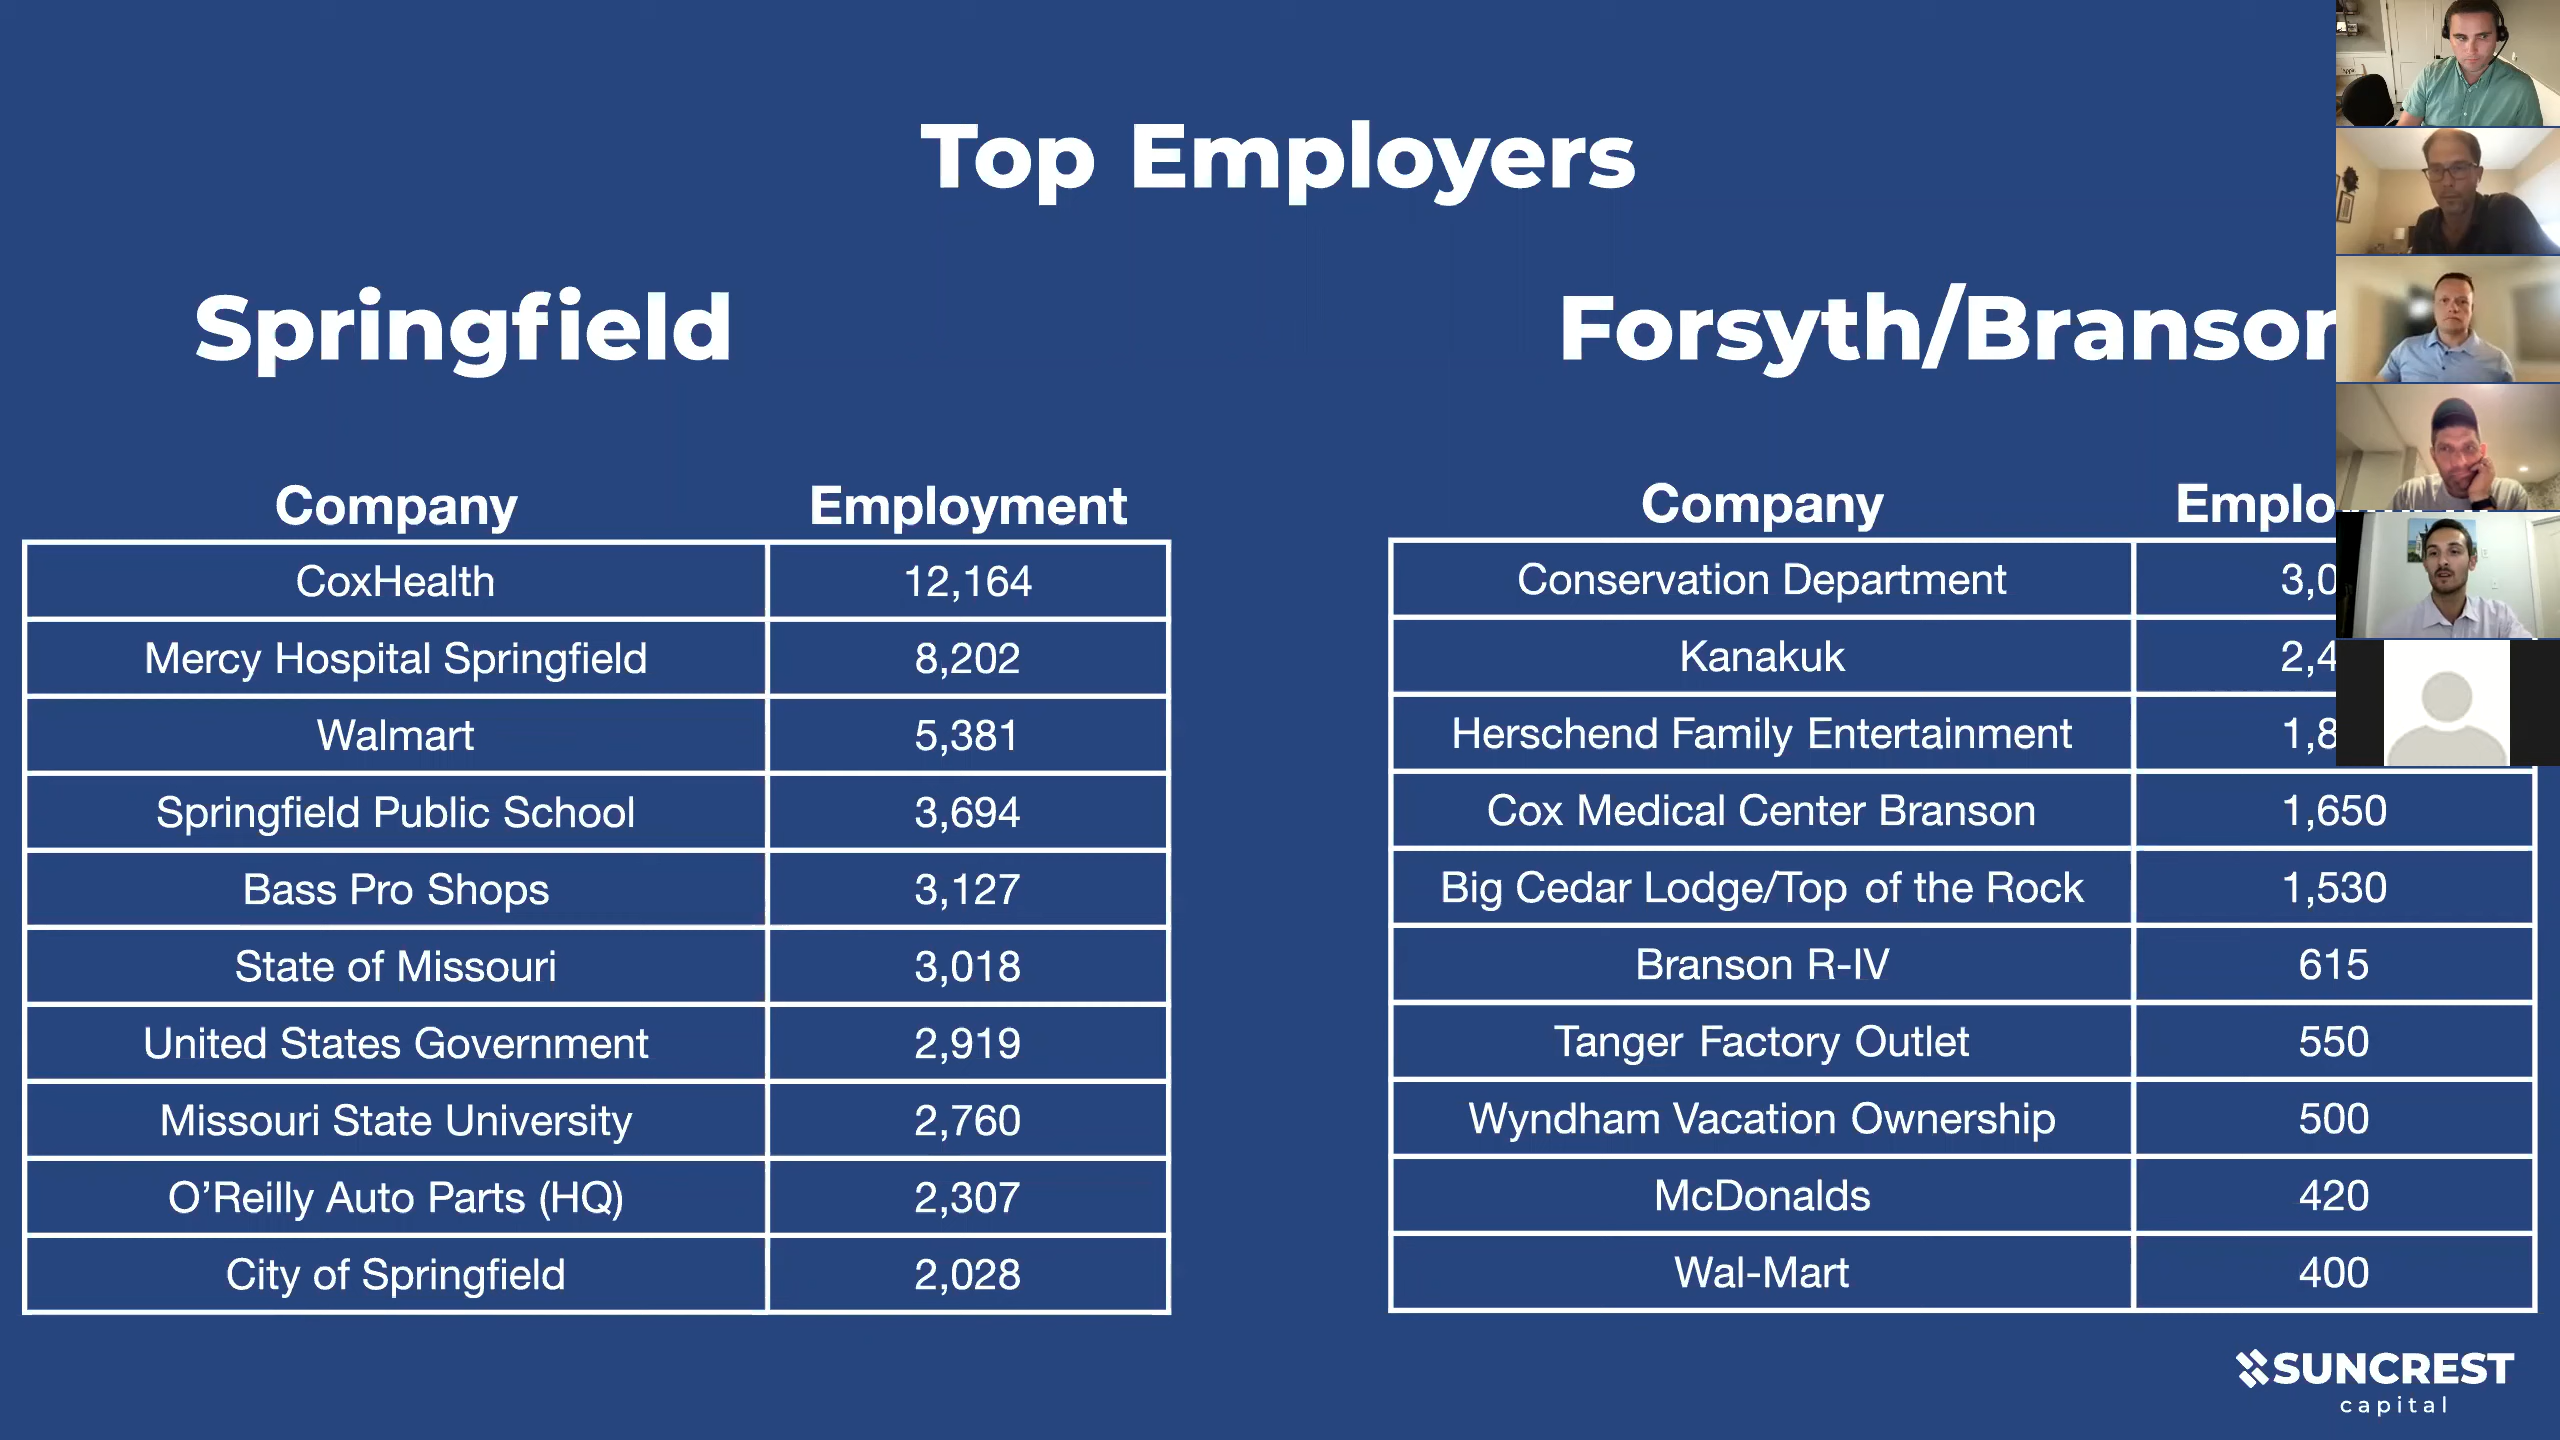 Top Employers
Springfield
Company Employment
CoxHealth 12,164
Mercy Hospital Springfield 8,202
Walmart 5,381
Springfield Public School 3,694
Bass Pro Shops 3,127
State of Missouri 3,018
United States Government 2,919
Missouri State University 2,760
O’Reilly Auto Parts (HQ) 2,307
City of Springfield 2,028
Forsyth/Branson
Company
Conservation Department
Kanakuk
Herschend Family Entertainment
Cox Medical Center Branson 1,650
Big Cedar Lodge/Top of the Rock 1,530
Branson R-IV 615
Tanger Factory Outlet 550
Wyndham Vacation Ownership 500
McDonalds 420
Wal-Mart 400
SUNCREST
capital